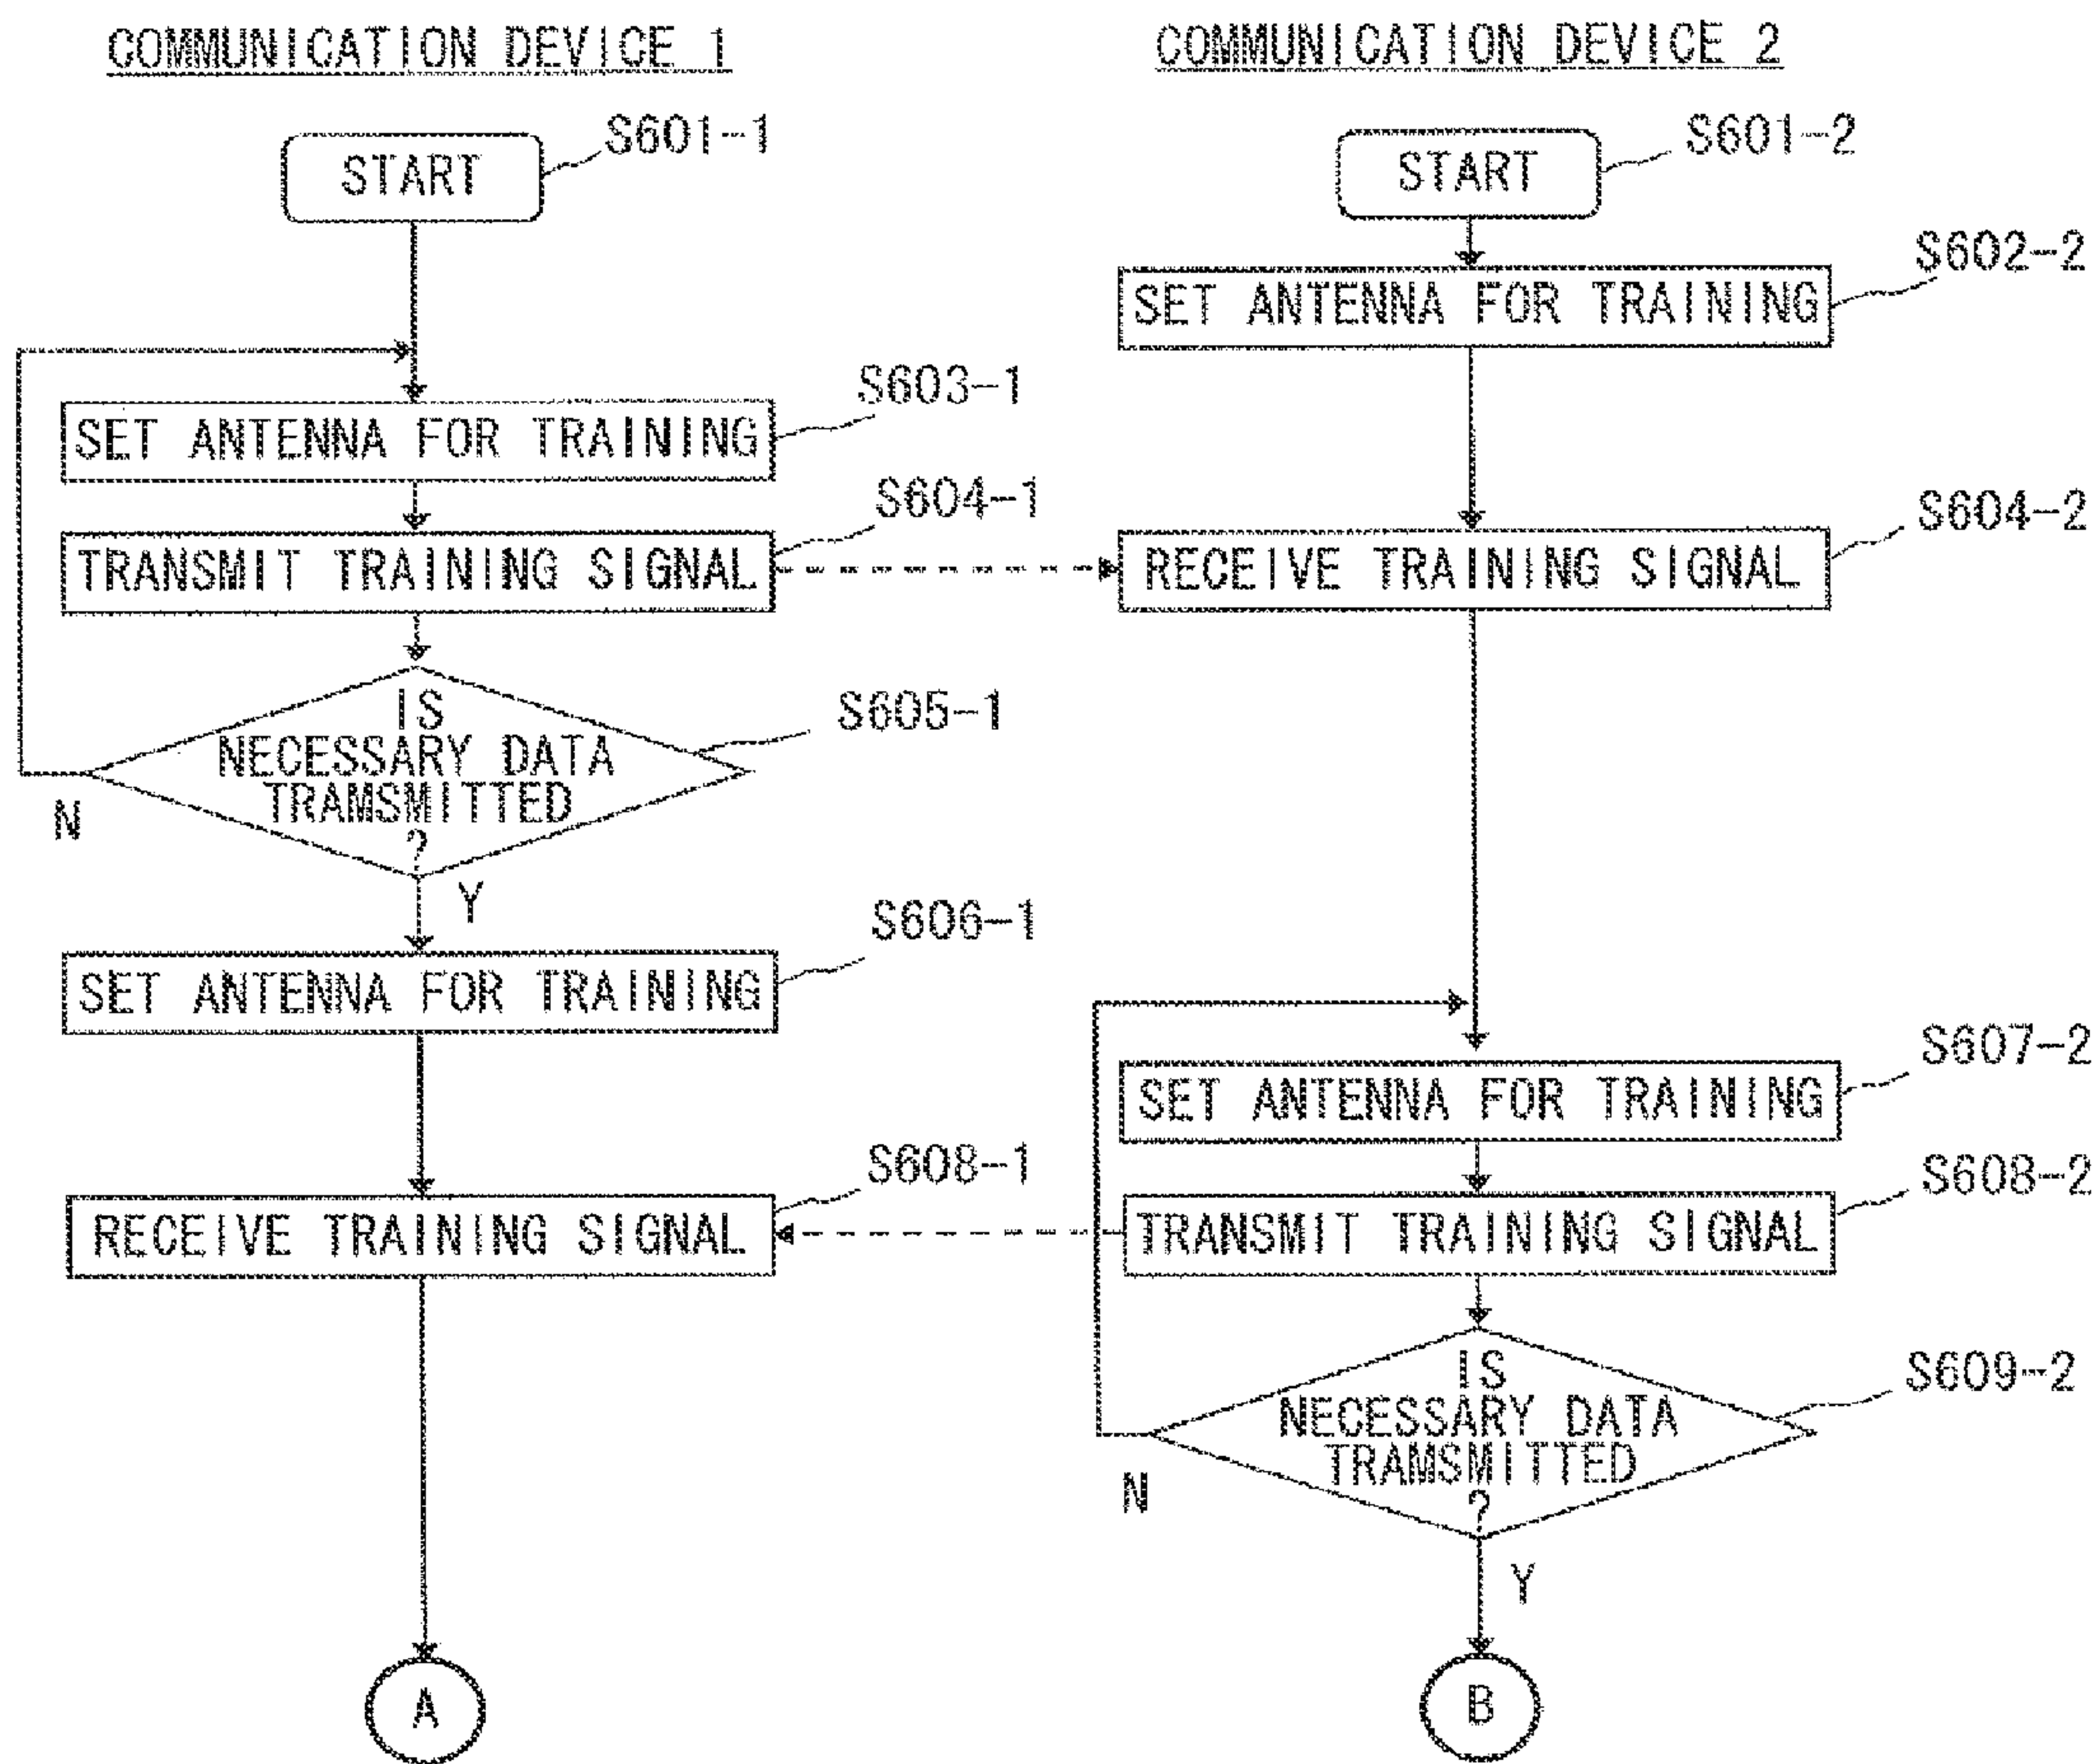 COMMUNICATION DEVICE 1
COMMUNICATION DEVICE 2
START
S601-1
START
S601-2
SET ANTENNA FOR TRAINING
S602-2
SET ANTENNA FOR TRAINING
S603-1
TRANSMIT TRAINING SIGNAL
S604-1
RECEIVE TRAINING SIGNAL
S604-2
IS
NECESSARY DATA
TRAMSMITTED
?
S605-1
N
Y
SET ANTENNA FOR TRAINING
S606-1
SET ANTENNA FOR TRAINING
S607-2
RECEIVE TRAINING SIGNAL
S608-1
TRANSMIT TRAINING SIGNAL
S608-2
IS
NECESSARY DATA
TRAMSMITTED
?
S609-2
N
Y
A
B